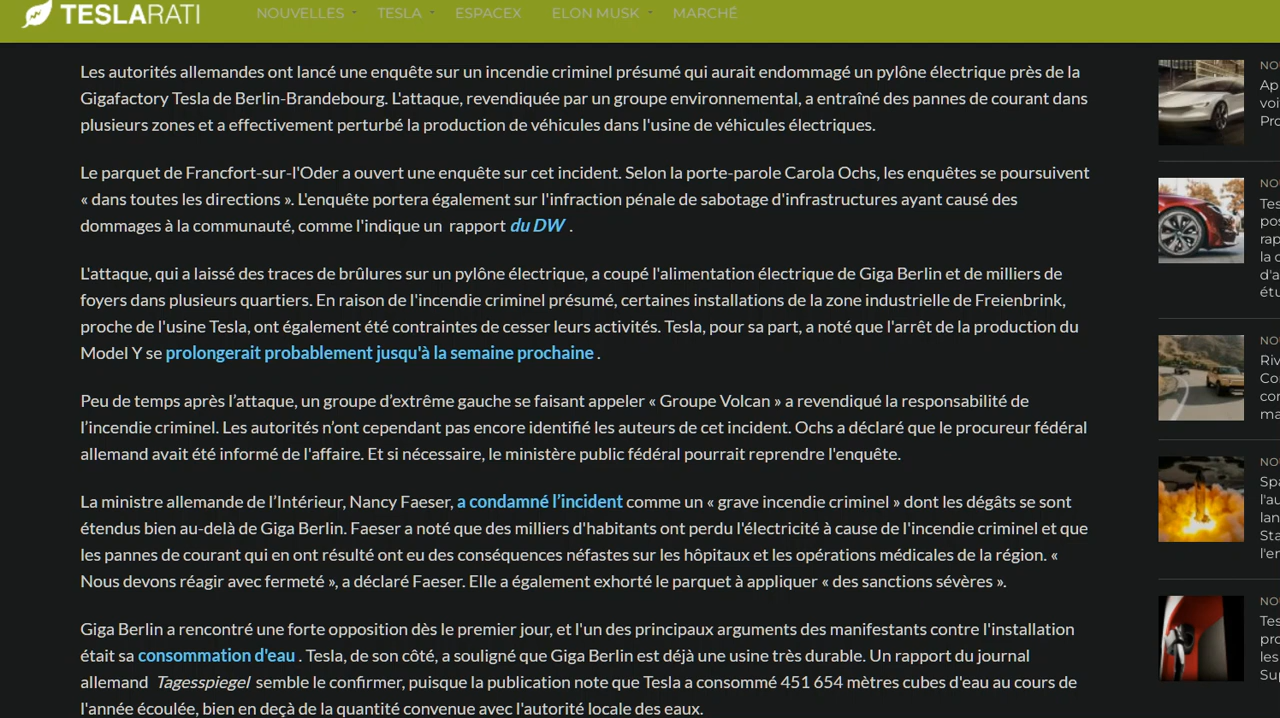 TESLARATI
NOUVELLES TESLA ESPACEX ELON MUSK MARCHÉ
Les autorités allemandes ont lancé une enquête sur un incendie criminel présumé qui aurait endommagé un pylône électrique près de la
Gigafactory Tesla de Berlin-Brandebourg. L'attaque, revendiquée par un groupe environnemental, a entraîné des pannes de courant dans
plusieurs zones et a effectivement perturbé la production de véhicules dans l'usine de véhicules électriques.
Le parquet de Francfort-sur-l'Oder a ouvert une enquête sur cet incident. Selon la porte-parole Carola Ochs, les enquêtes se poursuivent
« dans toutes les directions ». L'enquête portera également sur l'infraction pénale de sabotage d'infrastructures ayant causé des
dommages à la communauté, comme l'indique un rapport du DW .
L'attaque, qui a laissé des traces de brûlures sur un pylône électrique, a coupé l'alimentation électrique de Giga Berlin et de milliers de
foyers dans plusieurs quartiers. En raison de l'incendie criminel présumé, certaines installations de la zone industrielle de Freienbrink,
proche de l'usine Tesla, ont également été contraintes de cesser leurs activités. Tesla, pour sa part, a noté que l'arrêt de la production du
Model Y se prolongerait probablement jusqu'à la semaine prochaine .
Peu de temps après l’attaque, un groupe d’extrême gauche se faisant appeler « Groupe Volcan » a revendiqué la responsabilité de
l’incendie criminel. Les autorités n’ont cependant pas encore identifié les auteurs de cet incident. Ochs a déclaré que le procureur fédéral
allemand avait été informé de l'affaire. Et si nécessaire, le ministère public fédéral pourrait reprendre l'enquête.
La ministre allemande de l’Intérieur, Nancy Faeser, a condamné l’incident comme un « grave incendie criminel » dont les dégâts se sont
étendus bien au-delà de Giga Berlin. Faeser a noté que des milliers d'habitants ont perdu l'électricité à cause de l'incendie criminel et que
les pannes de courant qui en ont résulté ont eu des conséquences néfastes sur les hôpitaux et les opérations médicales de la région. «
Nous devons réagir avec fermeté », a déclaré Faeser. Elle a également exhorté le parquet à appliquer « des sanctions sévères ».
Giga Berlin a rencontré une forte opposition dès le premier jour, et l'un des principaux arguments des manifestants contre l'installation
était sa consommation d'eau . Tesla, de son côté, a souligné que Giga Berlin est déjà une usine très durable. Un rapport du journal
allemand Tagesspiegel semble le confirmer, puisque la publication note que Tesla a consommé 451 654 mètres cubes d'eau au cours de
l'année écoulée, bien en deçà de la quantité convenue avec l'autorité locale des eaux.